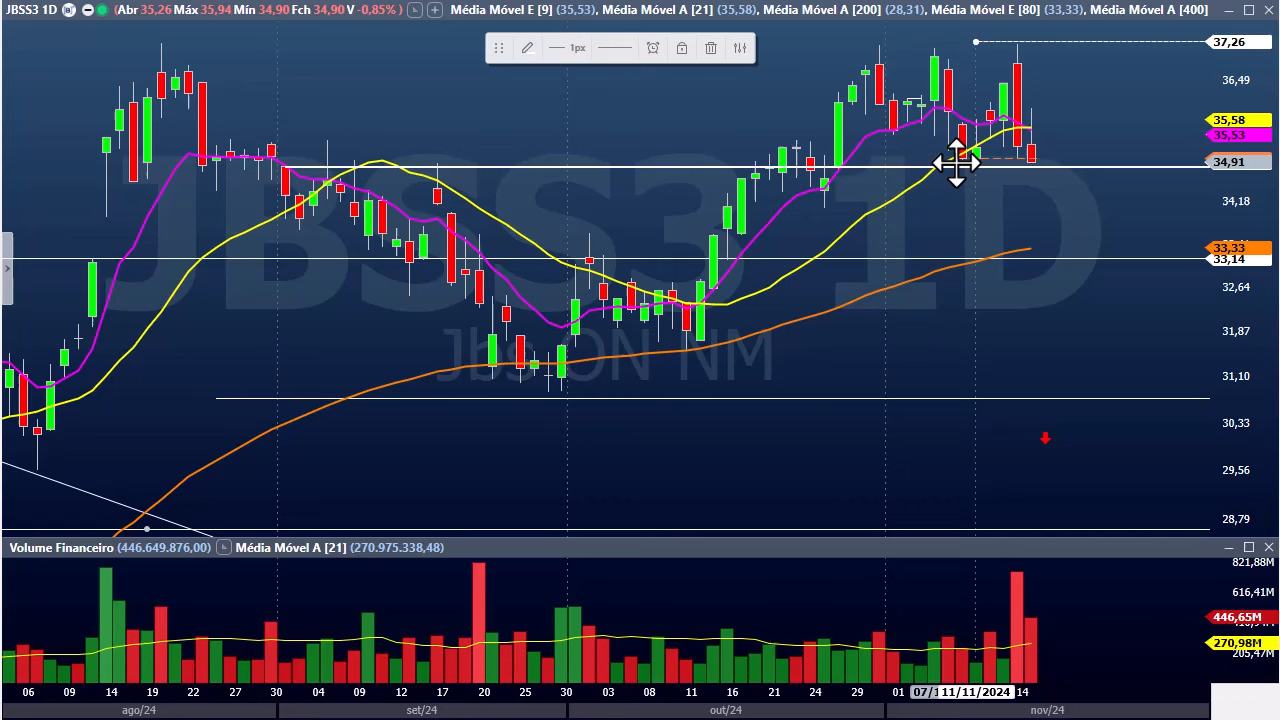 JBSS3 1D (Abr 35,26 Máx 35,94 Mín 34,90 Fch 34,90 V -0,85% ) Média Móvel E [9] (35,53), Média Móvel A [21] (35,58), Média Móvel A [200] (28,31), Média Móvel E [80] (33,33), Média Móvel A [400]
1px
37,26
36,49
35,58
35,53
34,91
34,18
33,33
33,14
32,64
31,87
31,10
30,33
29,56
28,79
JBSS3 1D
Jbs ON NM
Volume Financeiro (446.649.876,00) Média Móvel A [21] (270.975.338,48)
821,88M
616,41M
446,65M
270,98M
205,47M
06 09 14 19 22 27 30 04 09 12 17 20 25 30 03 08 11 16 21 24 29 01 07/1 11/11/2024 14
ago/24 set/24 out/24 nov/24